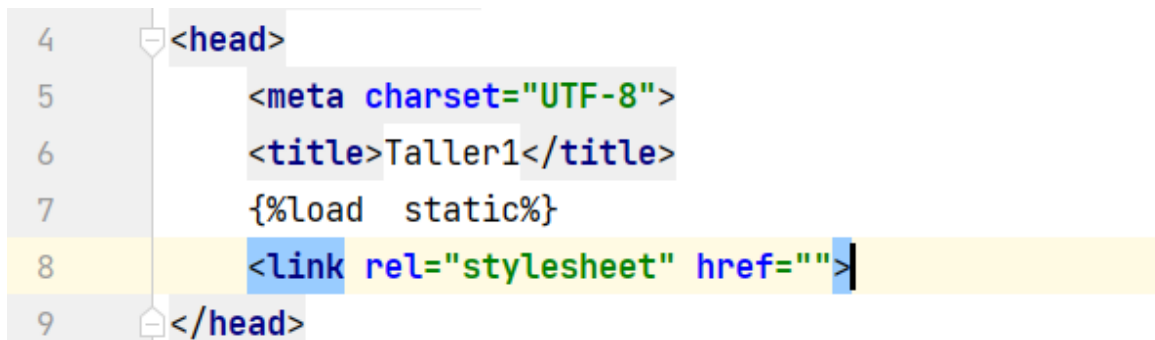 4 <head>
5 <meta charset="UTF-8">
6 <title>Taller1</title>
7 {%load  static%}
8 <link rel="stylesheet" href="">
9 </head>